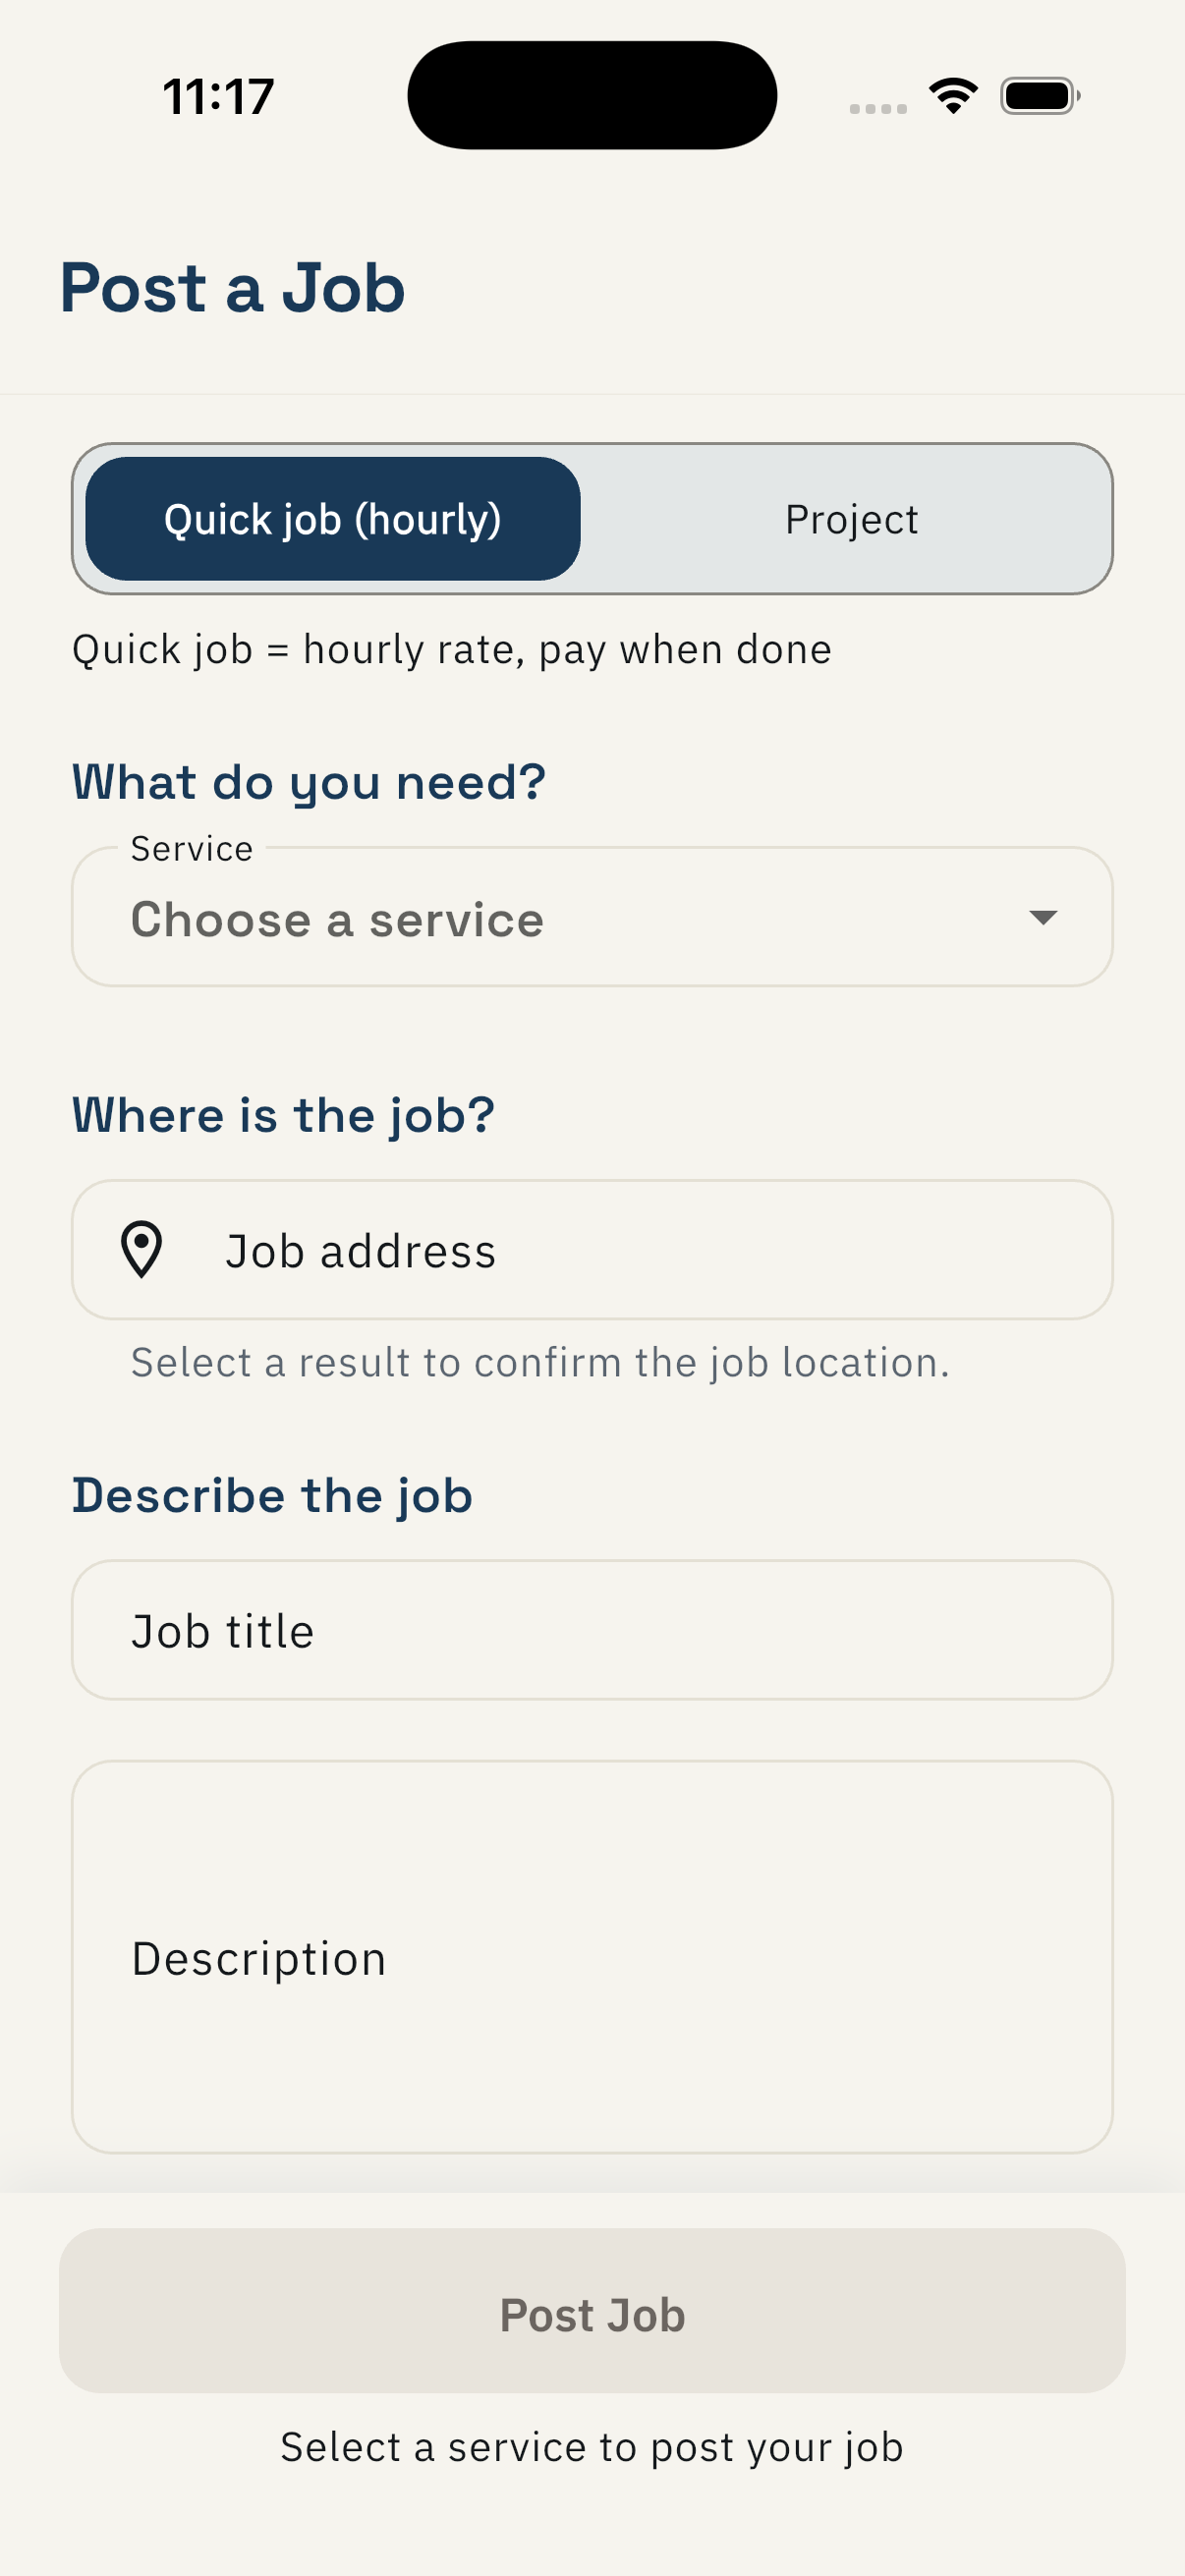 11:17
Post a Job
Quick job (hourly)
Project
Quick job = hourly rate, pay when done
What do you need?
Service
Choose a service
Where is the job?
Job address
Select a result to confirm the job location.
Describe the job
Job title
Description
Post Job
Select a service to post your job